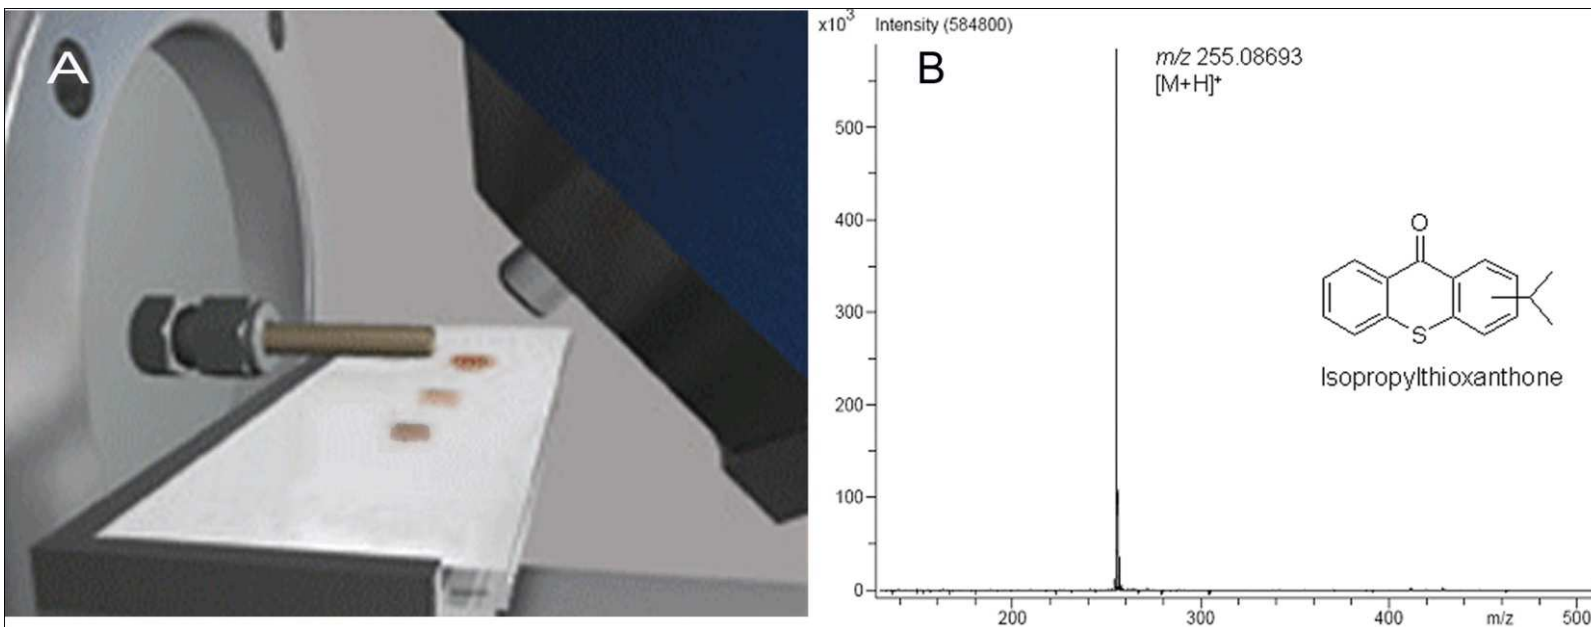 A
x10³ Intensity (584800)
B
m/z 255.08693
[M+H]⁺
500
400
300
200
100
0
O
S
Isopropylthioxanthone
200 300 400 m/z 500